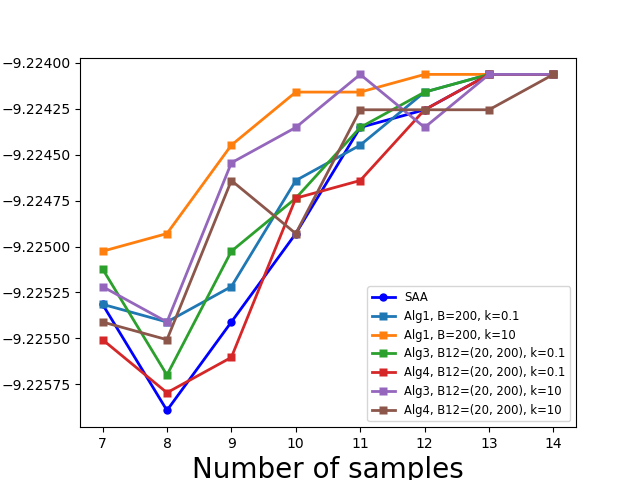 −9.22400
−9.22425
−9.22450
−9.22475
−9.22500
−9.22525
−9.22550
−9.22575
SAA
Alg1, B=200, k=0.1
Alg1, B=200, k=10
Alg3, B12=(20, 200), k=0.1
Alg4, B12=(20, 200), k=0.1
Alg3, B12=(20, 200), k=10
Alg4, B12=(20, 200), k=10
7 8 9 10 11 12 13 14
Number of samples